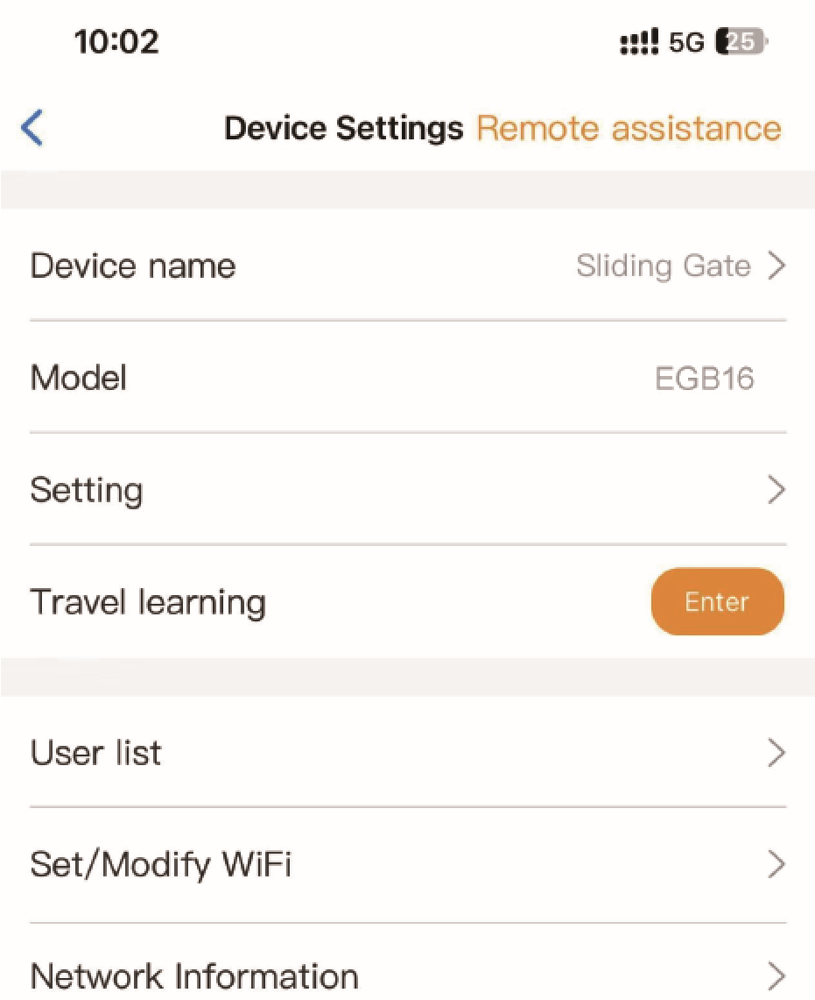 10:02 5G 25
Device Settings Remote assistance
Device name Sliding Gate
Model EGB16
Setting
Travel learning Enter
User list
Set/Modify WiFi
Network Information